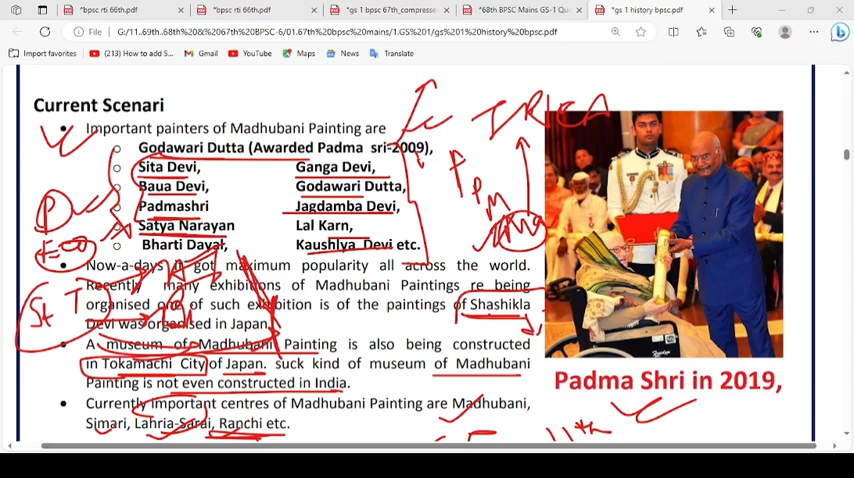 *bpsc rti 66th.pdf
*bpsc rti 66th.pdf
*gs 1 bpsc 67th_compresse
*68th BPSC Mains GS-1 Qu
*gs 1 history bpsc.pdf
File | G:/11.69th.68th%20&%2067th%20BPSC-6/01.67th%20bpsc%20mains/1.GS%201/gs%201%20history%20bpsc.pdf
Import favorites
(213) How to add S...
Gmail
YouTube
Maps
News
Translate
Current Scenari
• Important painters of Madhubani Painting are
o Godawari Dutta (Awarded Padma sri-2009),
o Sita Devi, Ganga Devi,
o Baua Devi, Godawari Dutta,
o Padmashri Jagdamba Devi,
o Satya Narayan Lal Karn,
o Bharti Dayal, Kaushlya Devi etc.
• Now-a-days it got maximum popularity all across the world.
Recently many exhibitions of Madhubani Paintings re being
organised one of such exhibition is of the paintings of Shashikla
Devi was organised in Japan.
• A museum of Madhubani Painting is also being constructed
in Tokamachi City of Japan. suck kind of museum of Madhubani
Painting is not even constructed in India.
• Currently important centres of Madhubani Painting are Madhubani,
Simari, Lahria-Sarai, Ranchi etc.
Padma Shri in 2019,
P
St T
P
P
M
11th